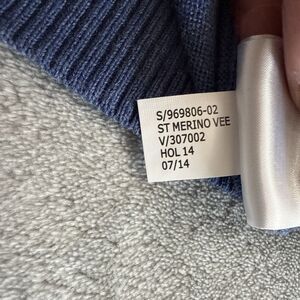 S/969806-02
ST MERINO VEE
V/307002
HOL 14
07/14